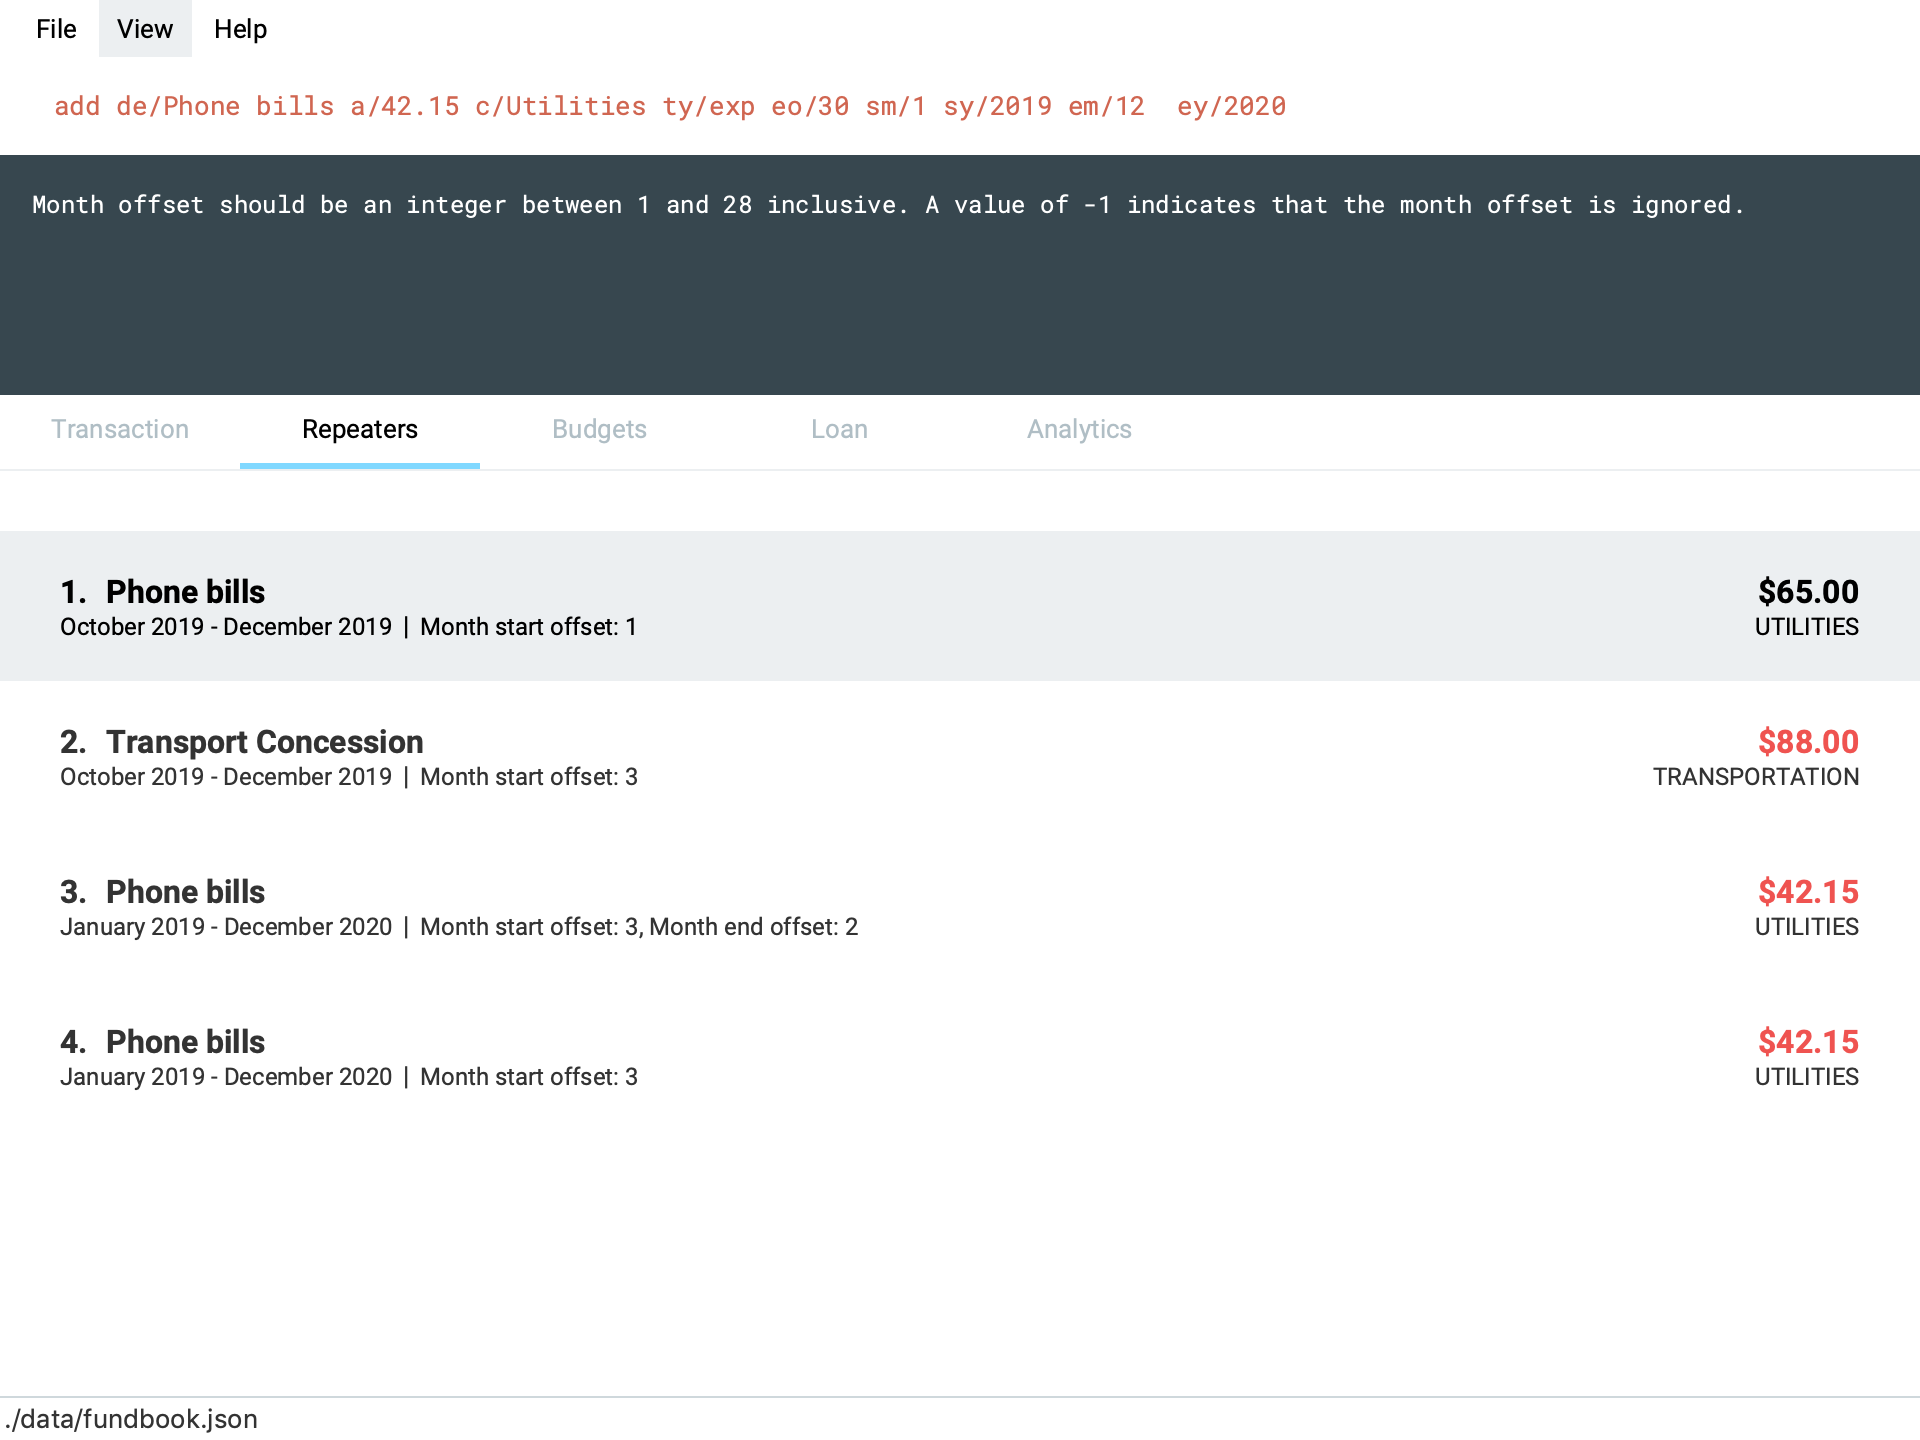 File View Help
add de/Phone bills a/42.15 c/Utilities ty/exp eo/30 sm/1 sy/2019 em/12  ey/2020
Month offset should be an integer between 1 and 28 inclusive. A value of -1 indicates that the month offset is ignored.
Transaction Repeaters Budgets Loan Analytics
1. Phone bills $65.00
October 2019 - December 2019 | Month start offset: 1 UTILITIES
2. Transport Concession $88.00
October 2019 - December 2019 | Month start offset: 3 TRANSPORTATION
3. Phone bills $42.15
January 2019 - December 2020 | Month start offset: 3, Month end offset: 2 UTILITIES
4. Phone bills $42.15
January 2019 - December 2020 | Month start offset: 3 UTILITIES
./data/fundbook.json